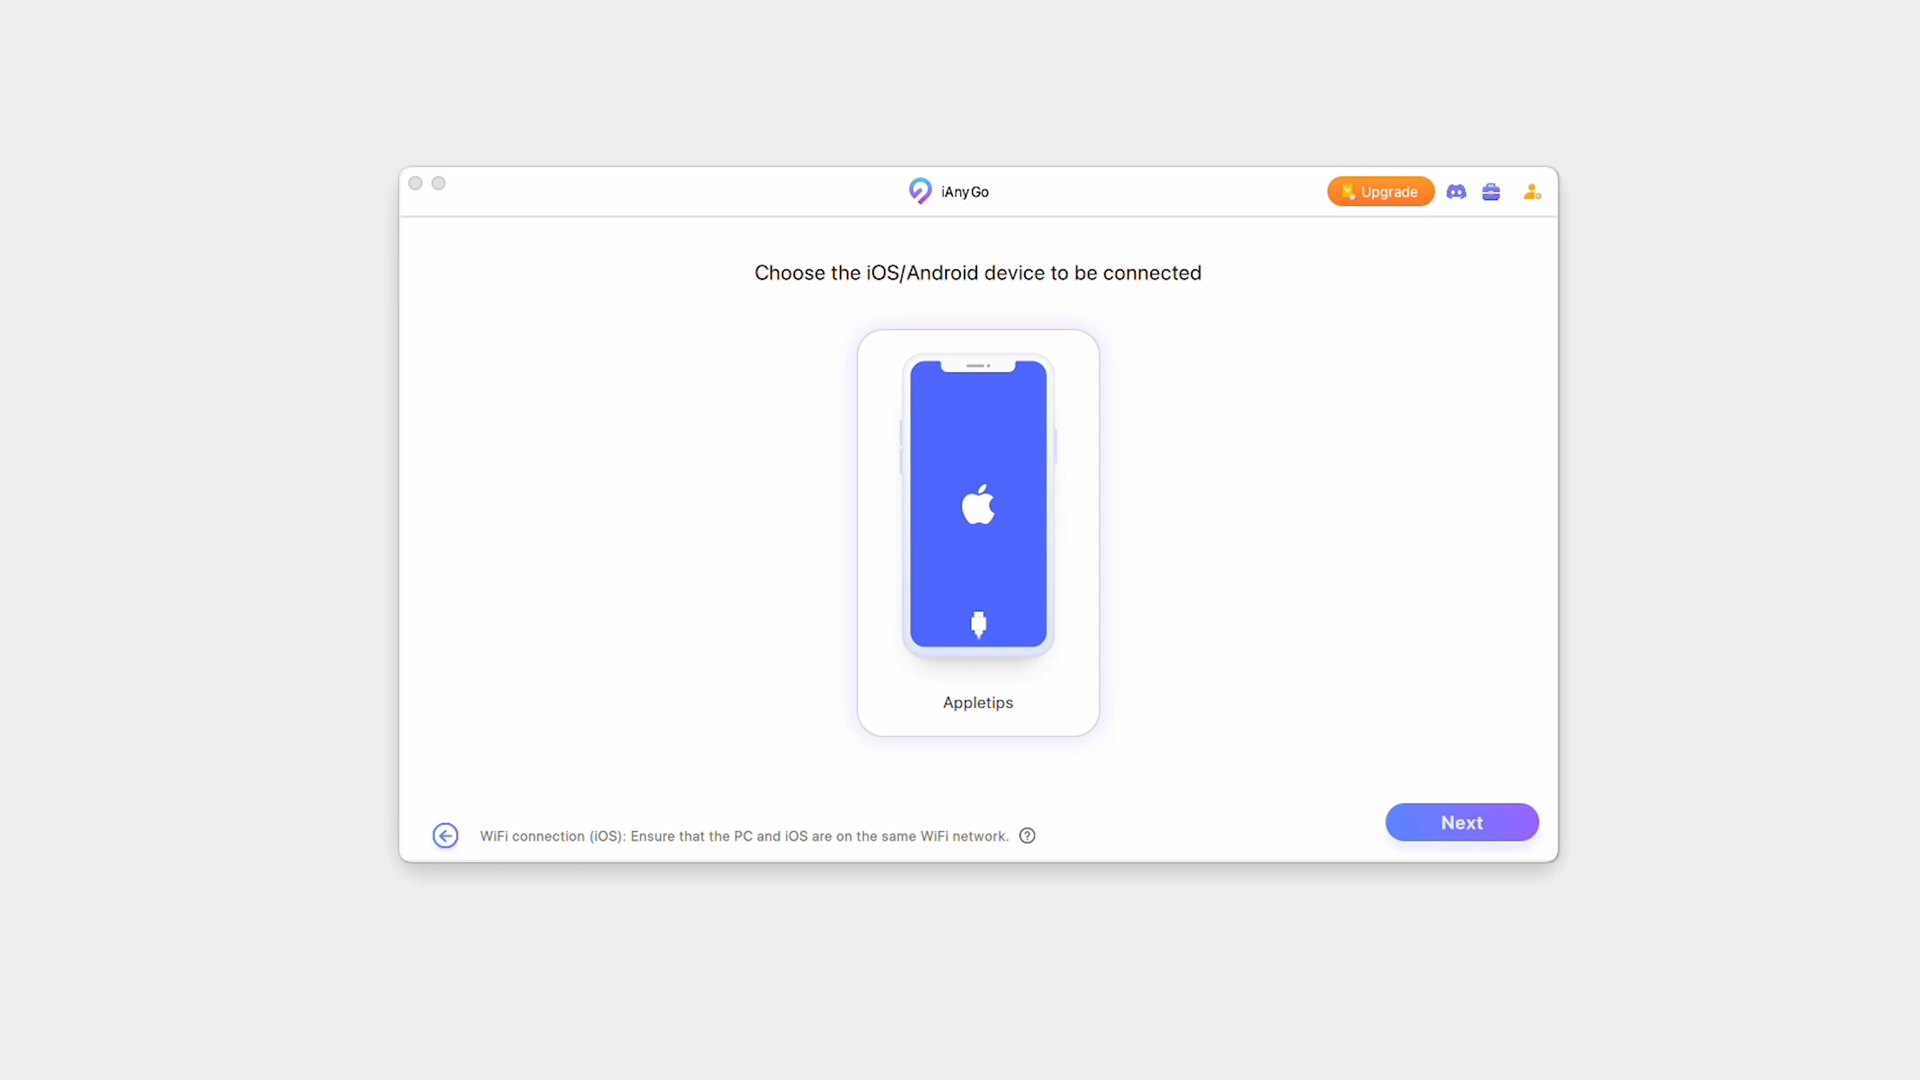 iAnyGo
Upgrade
Choose the iOS/Android device to be connected
Appletips
WiFi connection (iOS): Ensure that the PC and iOS are on the same WiFi network.
Next